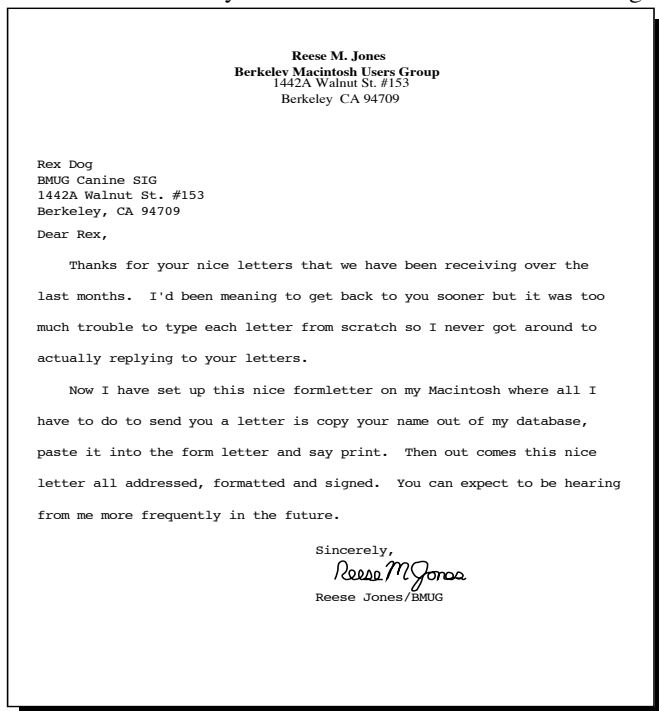 Reese M. Jones
Berkeley Macintosh Users Group
1442A Walnut St. #153
Berkeley CA 94709
Rex Dog
BMUG Canine SIG
1442A Walnut St. #153
Berkeley, CA 94709
Dear Rex,
Thanks for your nice letters that we have been receiving over the
last months. I'd been meaning to get back to you sooner but it was too
much trouble to type each letter from scratch so I never got around to
actually replying to your letters.
Now I have set up this nice formletter on my Macintosh where all I
have to do to send you a letter is copy your name out of my database,
paste it into the form letter and say print. Then out comes this nice
letter all addressed, formatted and signed. You can expect to be hearing
from me more frequently in the future.
Sincerely,
Reese M Jones
Reese Jones/BMUG